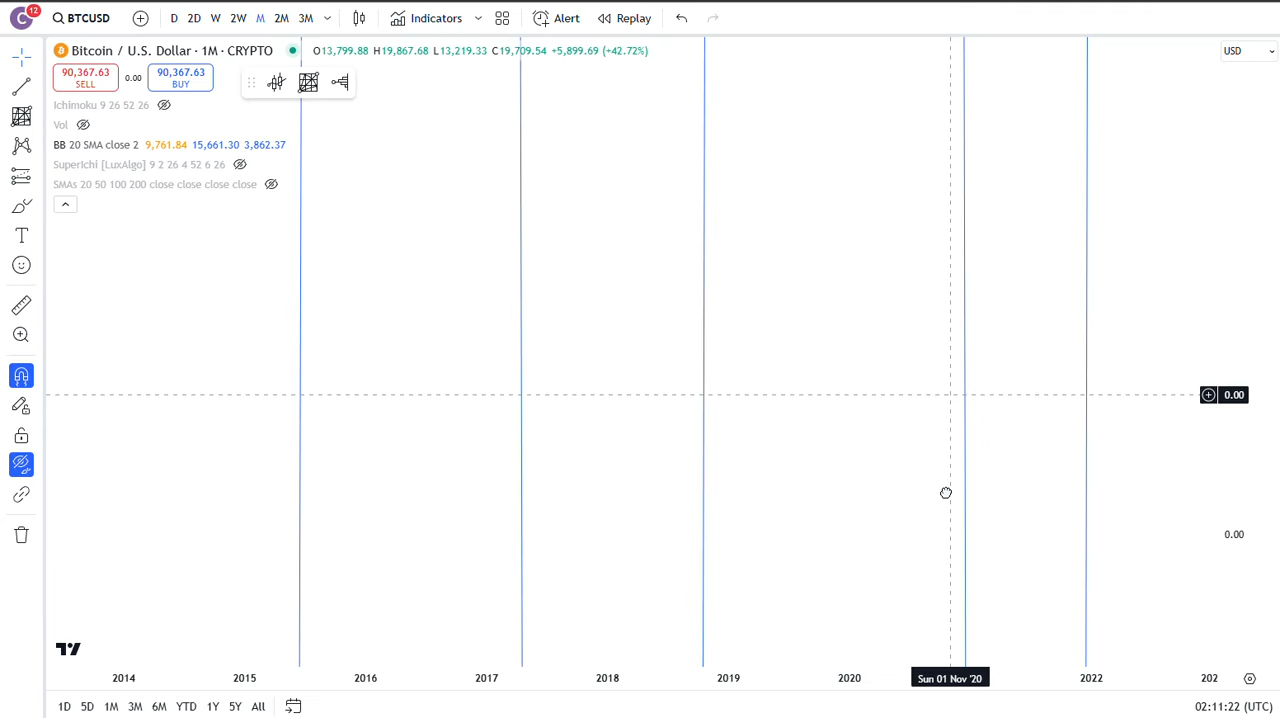 C 12 BTCUSD D 2D W 2W M 2M 3M Indicators Alert Replay
Bitcoin / U.S. Dollar · 1M · CRYPTO O13,799.88 H19,867.68 L13,219.33 C19,709.54 +5,899.69 (+42.72%) USD
90,367.63 SELL 0.00 90,367.63 BUY
Ichimoku 9 26 52 26
Vol
BB 20 SMA close 2 9,761.84 15,661.30 3,862.37
SuperIchi [LuxAlgo] 9 2 26 4 52 6 26
SMAs 20 50 100 200 close close close close
0.00
0.00
2014 2015 2016 2017 2018 2019 2020 Sun 01 Nov '20 2022 202
1D 5D 1M 3M 6M YTD 1Y 5Y All 02:11:22 (UTC)